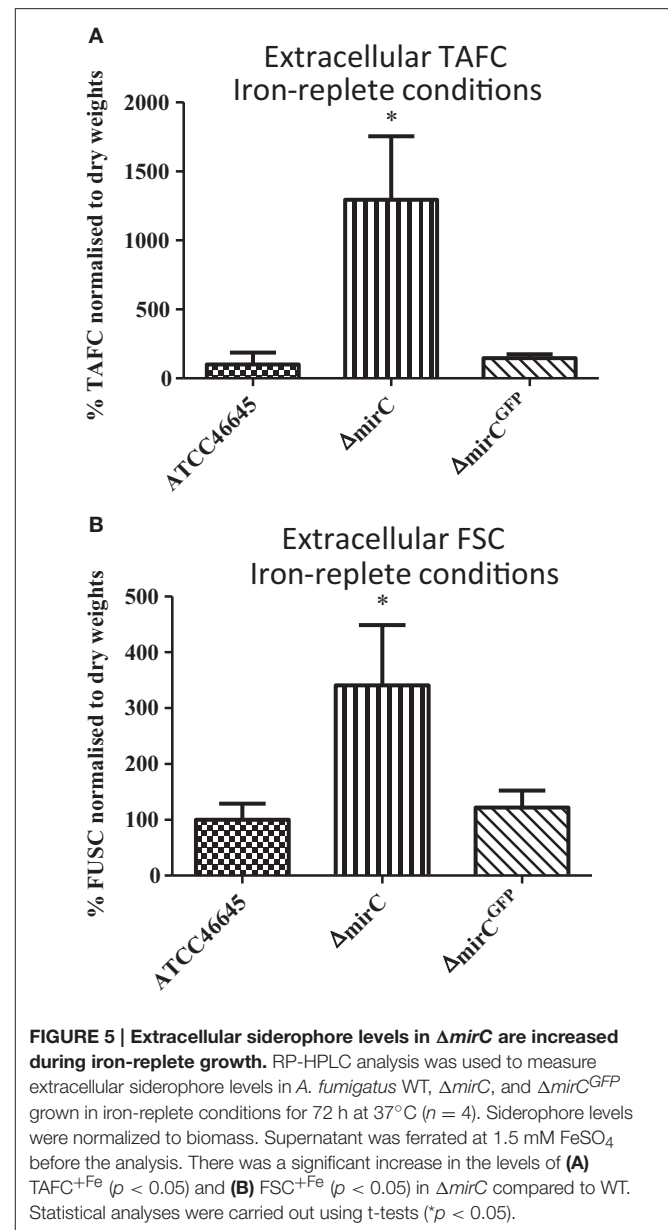 A
Extracellular TAFC
Iron-replete conditions
% TAFC normalised to dry weights
2000
1500
1000
500
0
*
ATCC46645
ΔmirC
ΔmirC^GFP
B
Extracellular FSC
Iron-replete conditions
% FUSC normalised to dry weights
500
400
300
200
100
0
*
ATCC46645
ΔmirC
ΔmirC^GFP
FIGURE 5 | Extracellular siderophore levels in ΔmirC are increased
during iron-replete growth. RP-HPLC analysis was used to measure
extracellular siderophore levels in A. fumigatus WT, ΔmirC, and ΔmirC^GFP
grown in iron-replete conditions for 72 h at 37°C (n = 4). Siderophore levels
were normalized to biomass. Supernatant was ferrated at 1.5 mM FeSO₄
before the analysis. There was a significant increase in the levels of (A)
TAFC⁺ᶠᵉ (p < 0.05) and (B) FSC⁺ᶠᵉ (p < 0.05) in ΔmirC compared to WT.
Statistical analyses were carried out using t-tests (*p < 0.05).